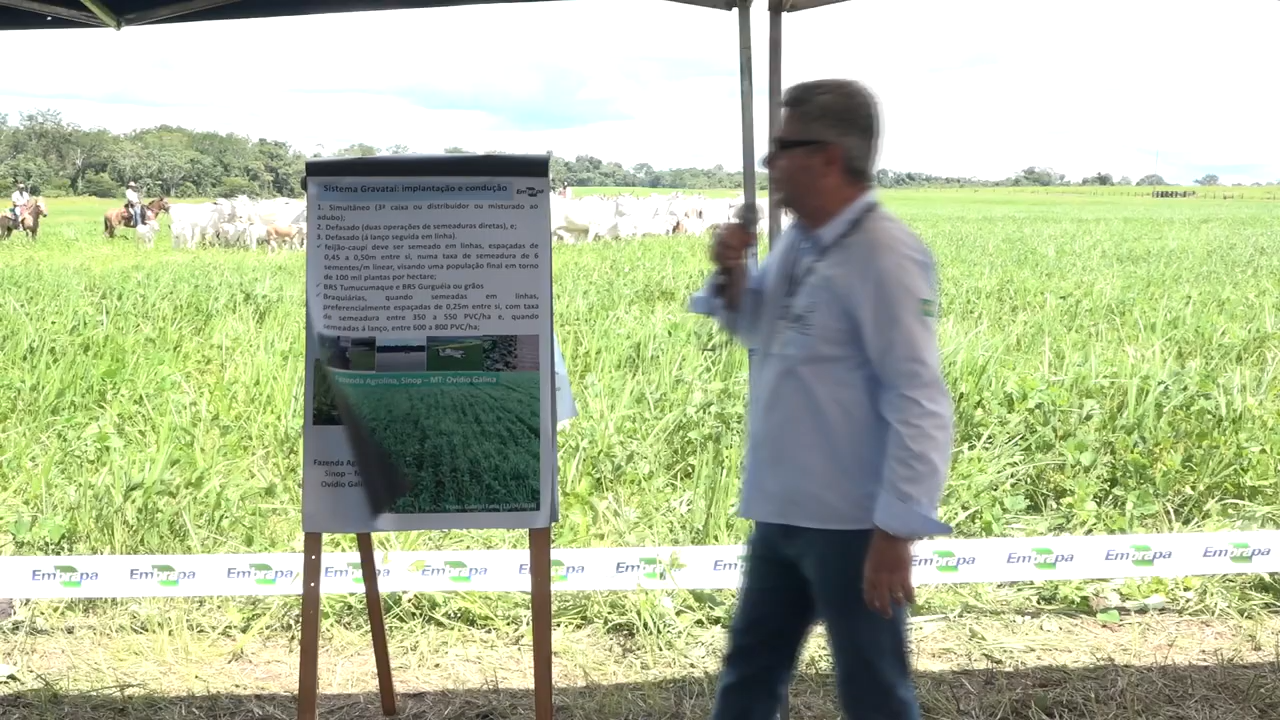 Sistema Gravataí: implantação e condução
Embrapa
1. Simultâneo (3ª caixa ou distribuidor ou misturado ao
adubo);
2. Defasado (duas operações de semeaduras diretas), e;
3. Defasado (á lanço seguida em linha).
✓ Feijão-caupi deve ser semeado em linhas, espaçadas de
0,45 a 0,50m entre si, numa taxa de semeadura de 6
sementes/m linear, visando uma população final em torno
de 100 mil plantas por hectare;
✓ BRS Tumucumaque e BRS Gurguéia ou grãos
✓ Braquiárias, quando semeadas em linhas,
preferencialmente espaçadas de 0,25m entre si, com taxa
de semeadura entre 350 a 550 PVC/ha e, quando
semeadas á lanço, entre 600 a 800 PVC/ha;
Fazenda Agrolina, Sinop – MT: Ovídio Galina
Fazenda Ag
Sinop – M
Ovídio Gali
Embrapa Embrapa Embrapa Embrapa Embrapa Embrapa Embrapa Embrapa Embrapa Embrapa Embrapa Embrapa